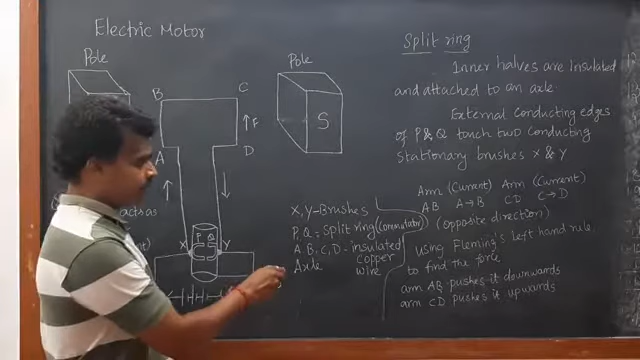 Electric Motor
Pole
Pole
B
C
↑F
S
A
D
acts as
P Q
X
Y
X, Y-Brushes
P, Q = Split ring (Commutator)
A, B, C, D - insulated
copper
wire
Axle
Split ring
Inner halves are Insulated
and attached to an axle.
External conducting edges
of P & Q touch two conducting
stationary brushes X & Y
Arm (Current) Arm (Current)
AB A→B CD C→D
(opposite direction)
using Fleming's left hand rule.
to find the force
arm AB pushes it downwards
arm CD pushes it upwards